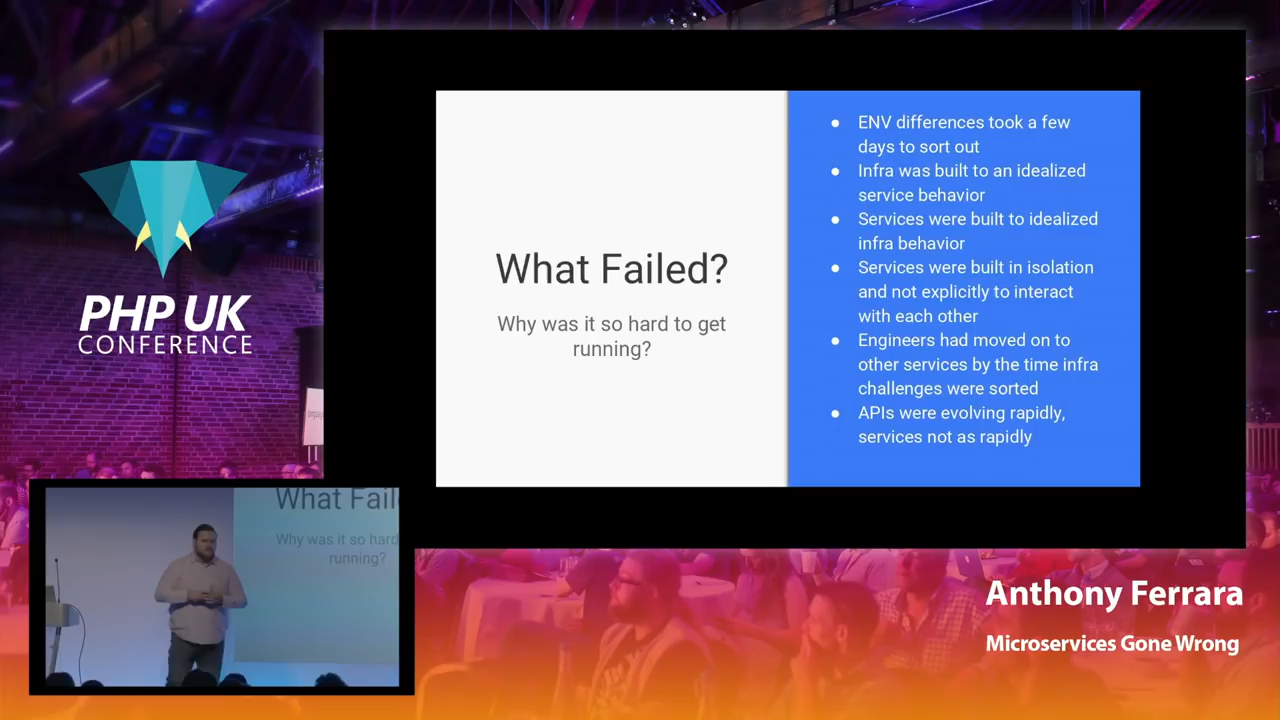 PHP UK
CONFERENCE
What Failed?
Why was it so hard to get
running?
● ENV differences took a few
days to sort out
● Infra was built to an idealized
service behavior
● Services were built to idealized
infra behavior
● Services were built in isolation
and not explicitly to interact
with each other
● Engineers had moved on to
other services by the time infra
challenges were sorted
● APIs were evolving rapidly,
services not as rapidly
What Fail
Why was it so hard
running?
Anthony Ferrara
Microservices Gone Wrong